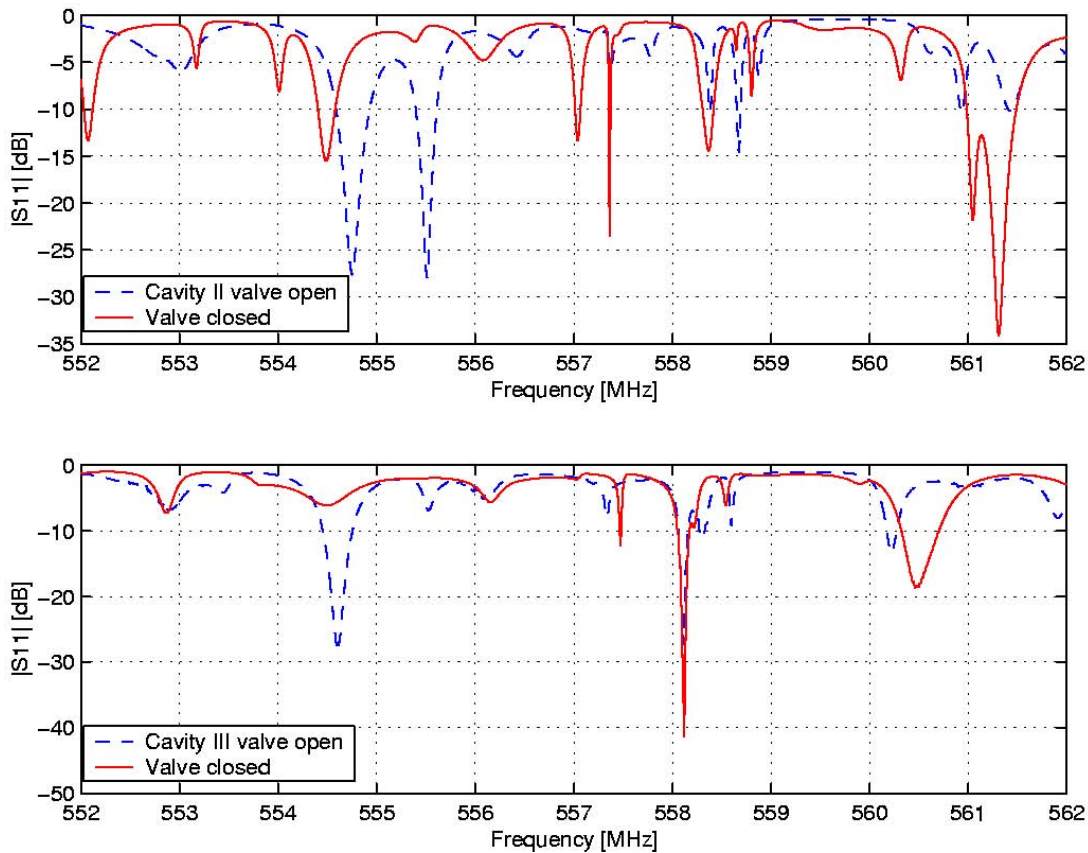 0
−5
−10
−15
−20
−25
−30
−35
|S11| [dB]
Cavity II valve open
Valve closed
552 553 554 555 556 557 558 559 560 561 562
Frequency [MHz]
0
−10
−20
−30
−40
−50
|S11| [dB]
Cavity III valve open
Valve closed
552 553 554 555 556 557 558 559 560 561 562
Frequency [MHz]